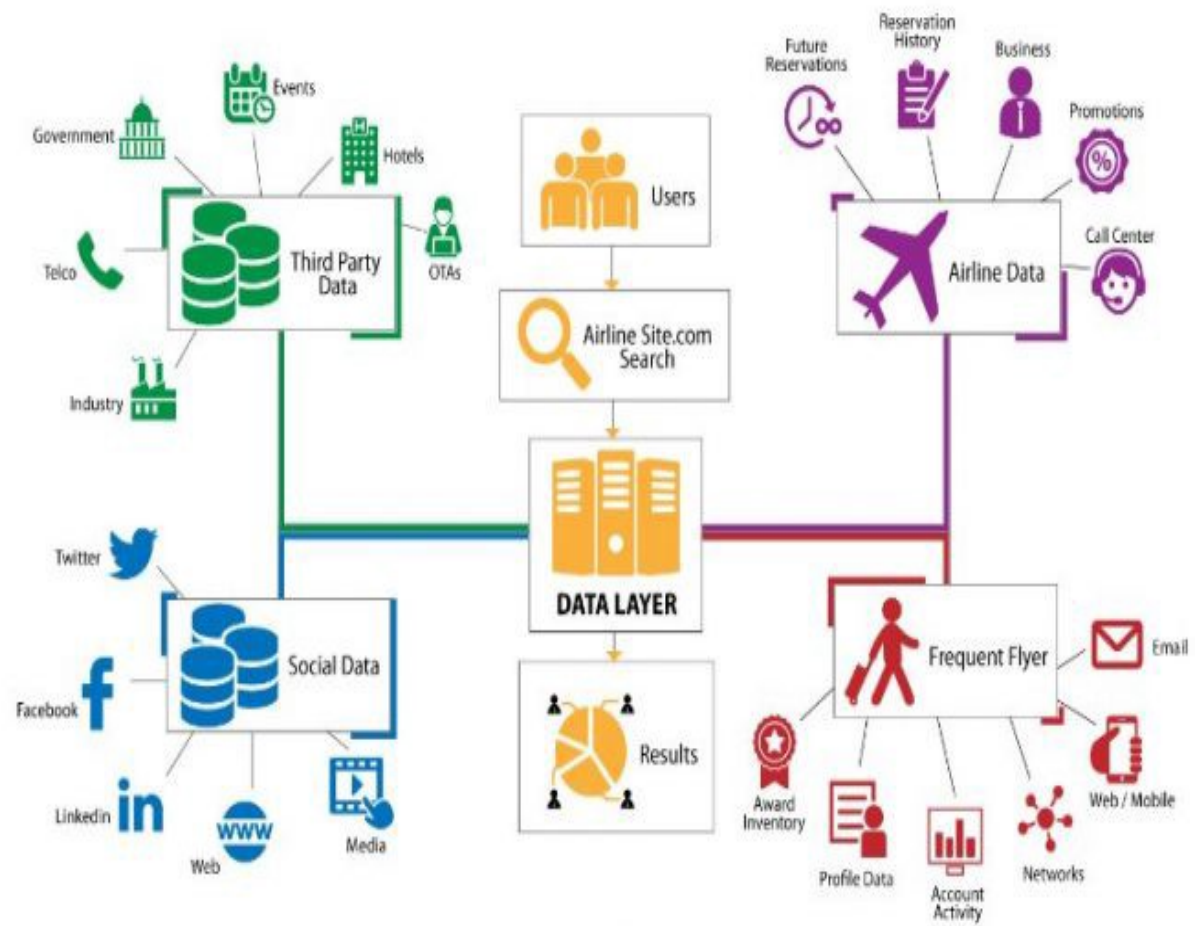 Government
Events
Hotels
Telco
OTAs
Industry
Third Party
Data
Users
Airline Site.com
Search
DATA LAYER
Results
Future
Reservations
Reservation
History
Business
Promotions
Call Center
Airline Data
Twitter
Facebook
Linkedin
in
WWW
Web
Media
Social Data
Frequent Flyer
Email
Web / Mobile
Networks
Account
Activity
Profile Data
Award
Inventory
H
%
f